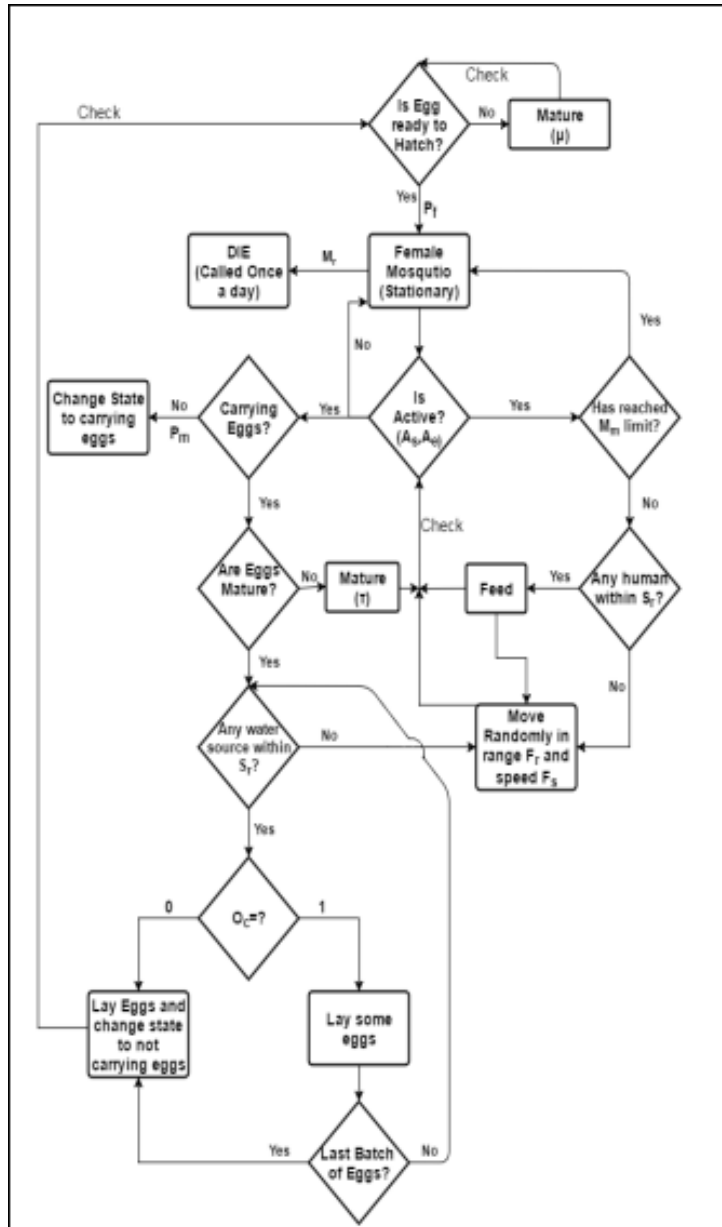 Check
Check
Is Egg
ready to
Hatch?
No
Mature
(μ)
Yes
Pf
DIE
(Called Once
a day)
Mr
Female
Mosqutio
(Stationary)
No
Yes
Change State
to carrying
eggs
No
Pm
Carrying
Eggs?
Yes
Is
Active?
(As,Ae)
Yes
Has reached
Mm limit?
Yes
No
Check
Are Eggs
Mature?
No
Mature
(τ)
Feed
Yes
Any human
within Sr?
Yes
No
Any water
source within
Sr?
No
Move
Randomly in
range Fr and
speed Fs
Yes
0
Oc=?
1
Lay Eggs and
change state
to not
carrying eggs
Lay some
eggs
Yes
Last Batch
of Eggs?
No